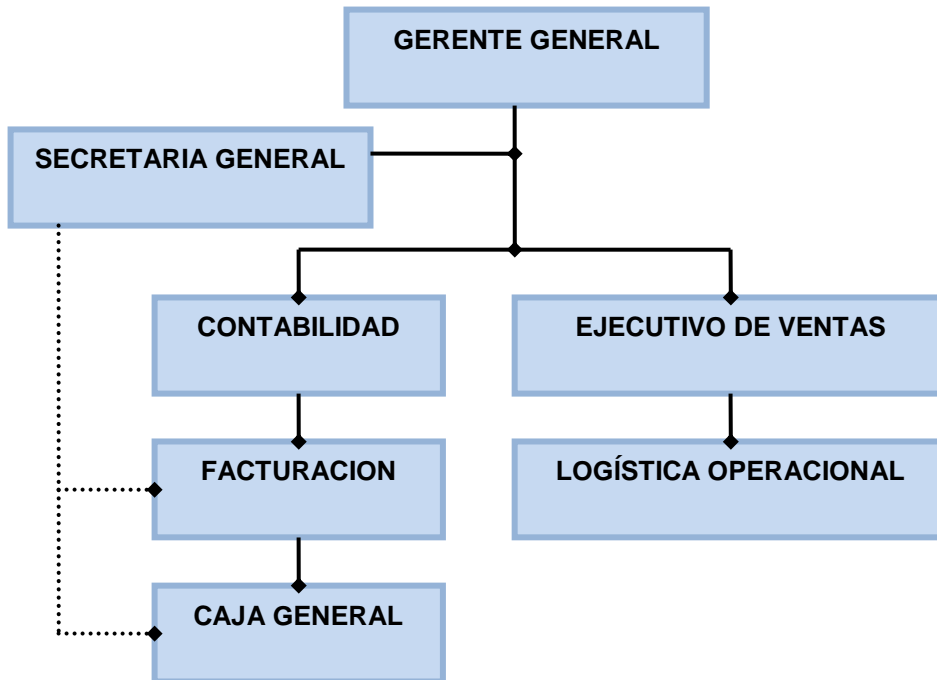 GERENTE GENERAL
SECRETARIA GENERAL
CONTABILIDAD
EJECUTIVO DE VENTAS
FACTURACION
LOGÍSTICA OPERACIONAL
CAJA GENERAL